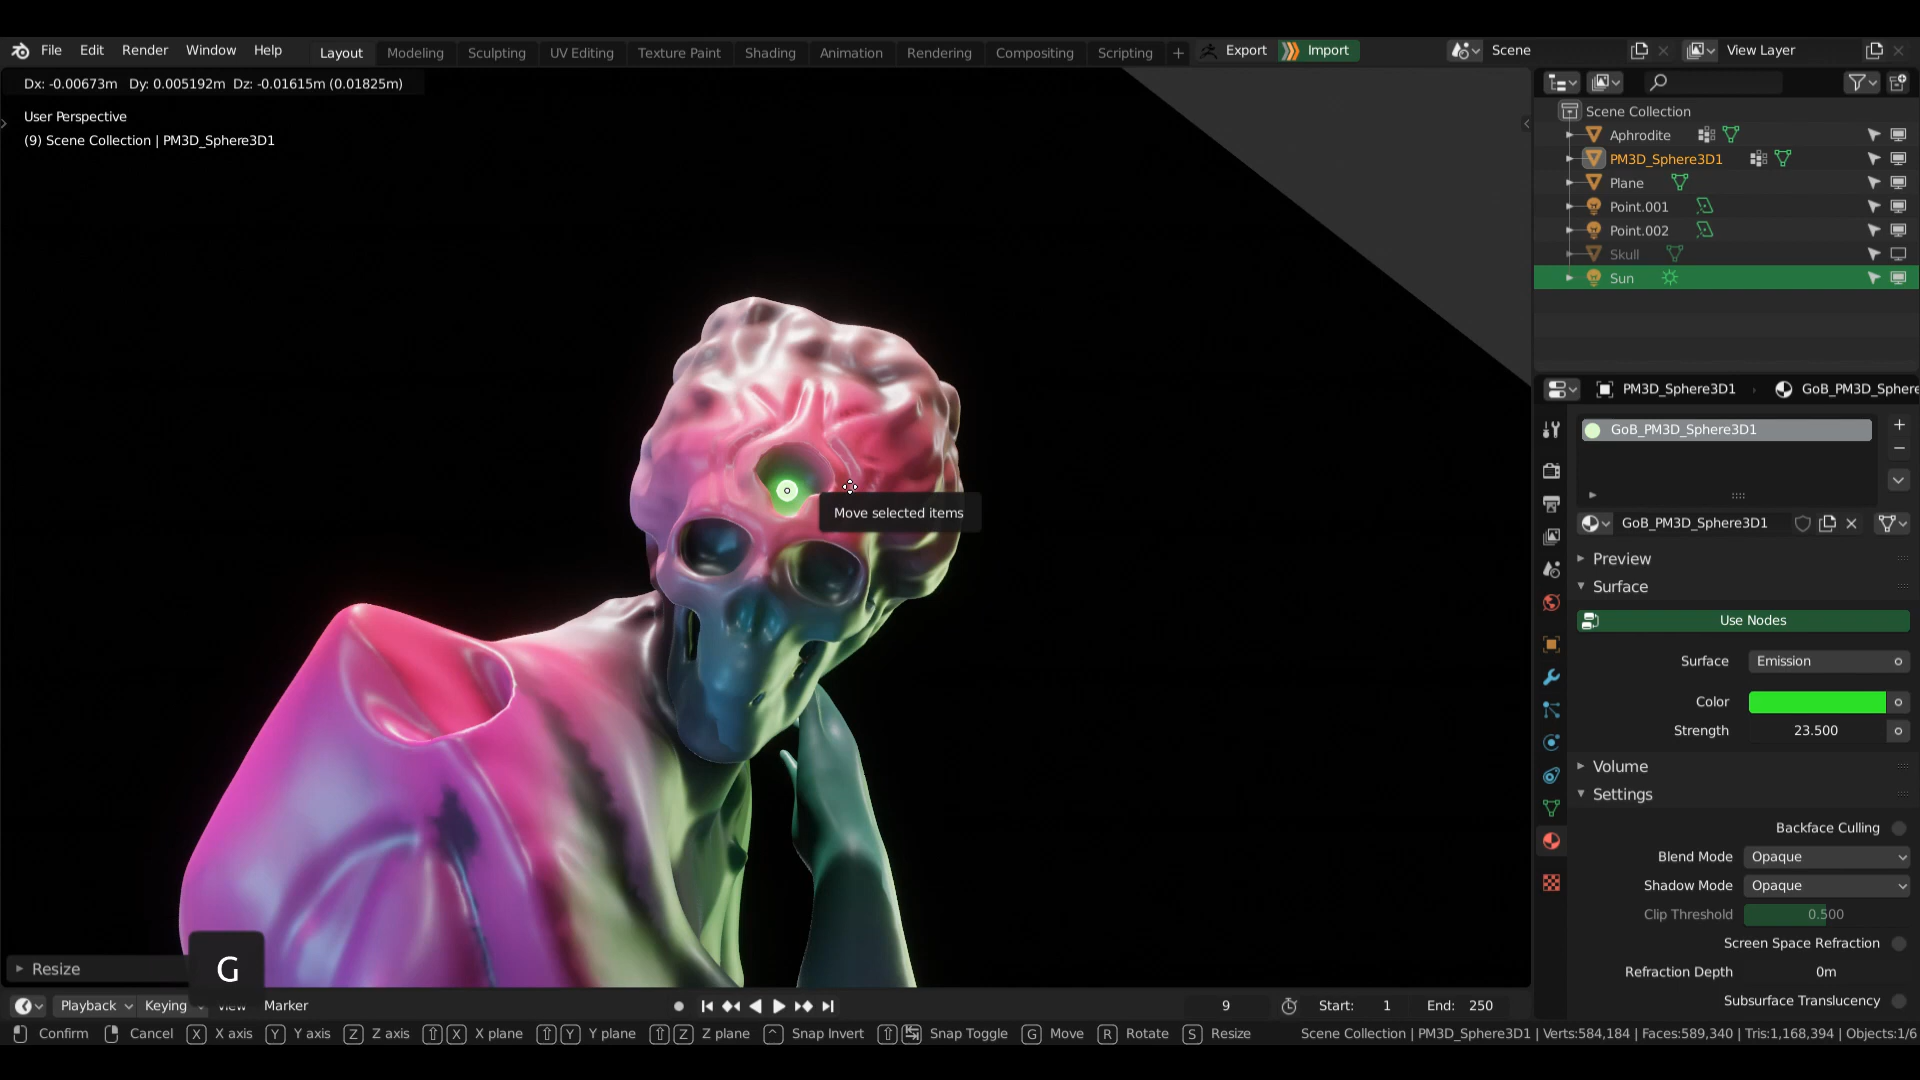 File Edit Render Window Help Layout Modeling Sculpting UV Editing Texture Paint Shading Animation Rendering Compositing Scripting + Export Import Scene View Layer
Dx: -0.00673m Dy: 0.005192m Dz: -0.01615m (0.01825m)
User Perspective
(9) Scene Collection | PM3D_Sphere3D1
Scene Collection
Aphrodite
PM3D_Sphere3D1
Plane
Point.001
Point.002
Skull
Sun
PM3D_Sphere3D1 › GoB_PM3D_Sphere
GoB_PM3D_Sphere3D1
Move selected items
GoB_PM3D_Sphere3D1
Preview
Surface
Use Nodes
Surface Emission
Color
Strength 23.500
Volume
Settings
Backface Culling
Blend Mode Opaque
Shadow Mode Opaque
Clip Threshold 0.500
Screen Space Refraction
Refraction Depth 0m
Subsurface Translucency
Resize
G
Playback Keying View Marker 9 Start: 1 End: 250
Confirm Cancel X X axis Y Y axis Z Z axis X X plane Y Y plane Z Z plane ^ Snap Invert Snap Toggle G Move R Rotate S Resize Scene Collection | PM3D_Sphere3D1 | Verts:584,184 | Faces:589,340 | Tris:1,168,394 | Objects:1/6